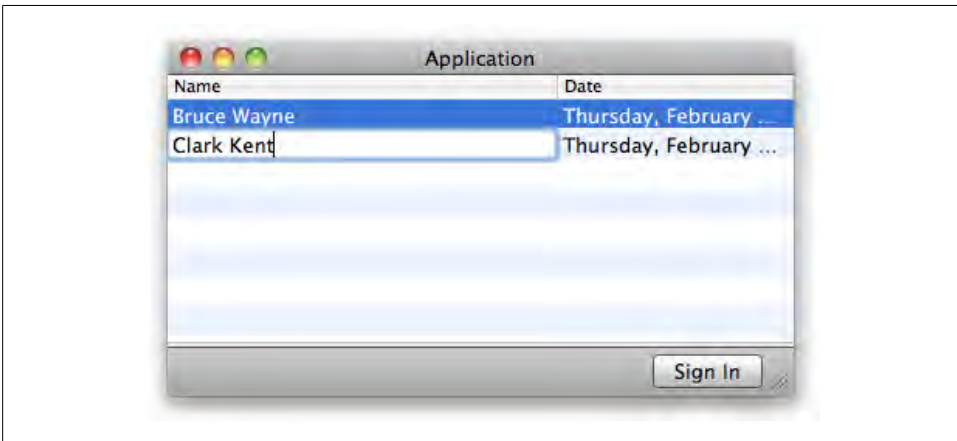 Application
Name Date
Bruce Wayne Thursday, February ...
Clark Kent Thursday, February ...
Sign In